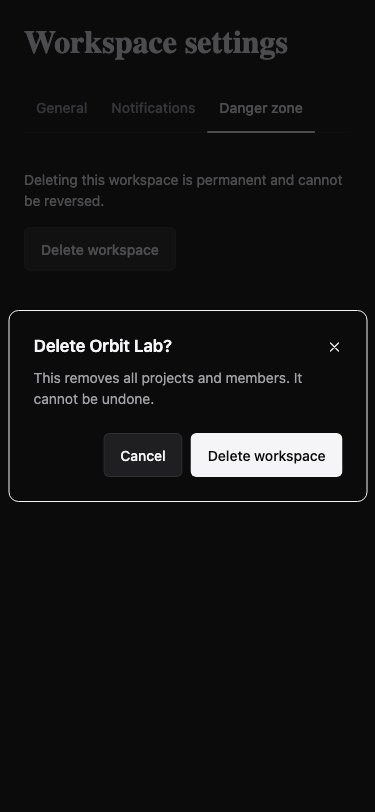 Workspace settings
General Notifications Danger zone
Deleting this workspace is permanent and cannot
be reversed.
Delete workspace
Delete Orbit Lab?
This removes all projects and members. It
cannot be undone.
Cancel Delete workspace